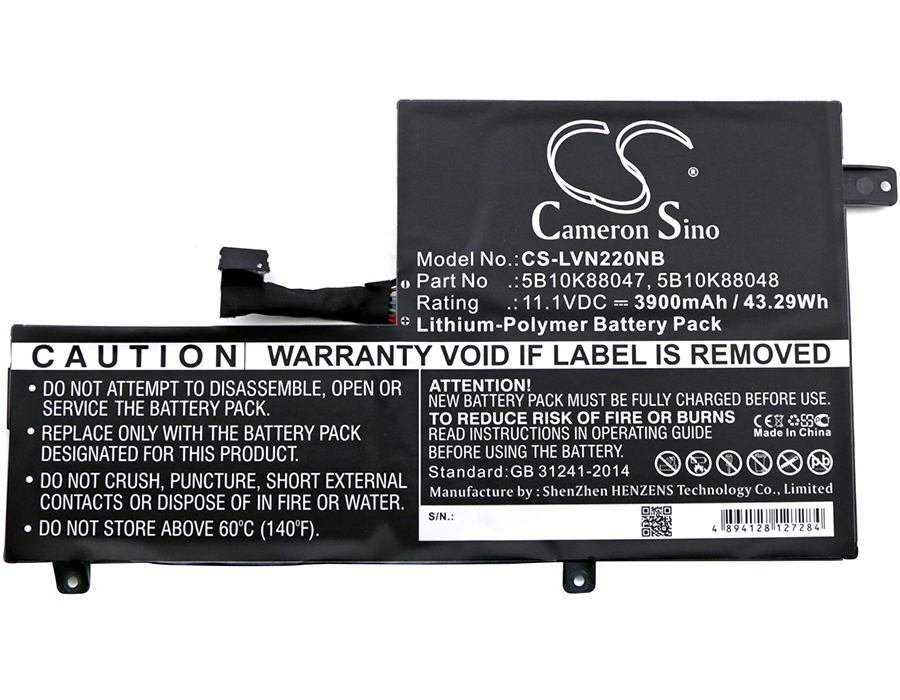 CS ®
Cameron Sino
Model No.:CS-LVN220NB
Part No .:5B10K88047, 5B10K88048
Rating .:11.1VDC ⎓ 3900mAh / 43.29Wh
Lithium-Polymer Battery Pack
CAUTION WARRANTY VOID IF LABEL IS REMOVED
• DO NOT ATTEMPT TO DISASSEMBLE, OPEN OR
SERVICE THE BATTERY PACK.
• REPLACE ONLY WITH THE BATTERY PACK
DESIGNATED FOR THIS PRODUCT.
• DO NOT CRUSH, PUNCTURE, SHORT EXTERNAL
CONTACTS OR DISPOSE OF IN FIRE OR WATER.
• DO NOT STORE ABOVE 60℃ (140℉).
ATTENTION!
NEW BATTERY PACK MUST BE FULLY CHARGED BEFORE USE.
TO REDUCE RISK OF FIRE OR BURNS
READ INSTRUCTIONS IN OPERATING GUIDE
BEFORE USING THE BATTERY.
CE
Made In China
Standard:GB 31241-2014
Pb
Manufacture by : ShenZhen HENZENS Technology Co., Limited
S/N.:
4 894128 127284